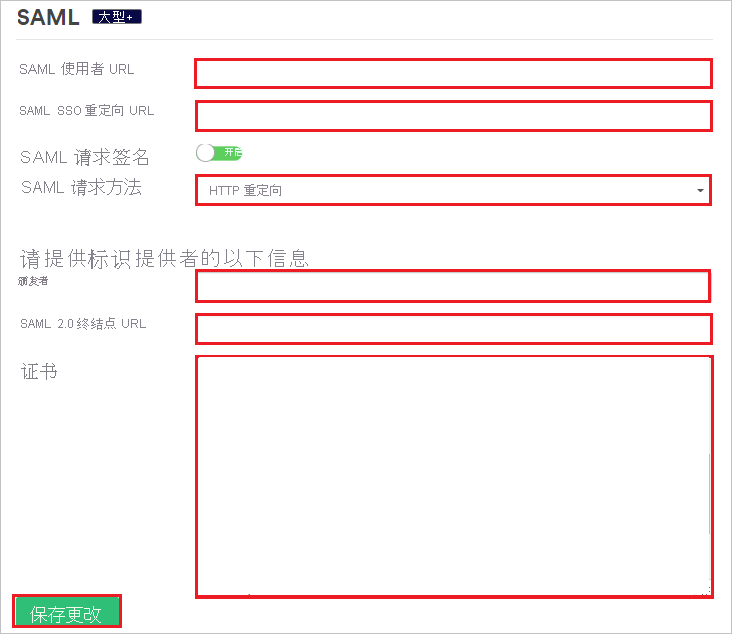 SAML 大型+
SAML 使用者 URL
SAML SSO 重定向 URL
SAML 请求签名 开启
SAML 请求方法 HTTP 重定向
请提供标识提供者的以下信息
颁发者
SAML 2.0 终结点 URL
证书
保存更改